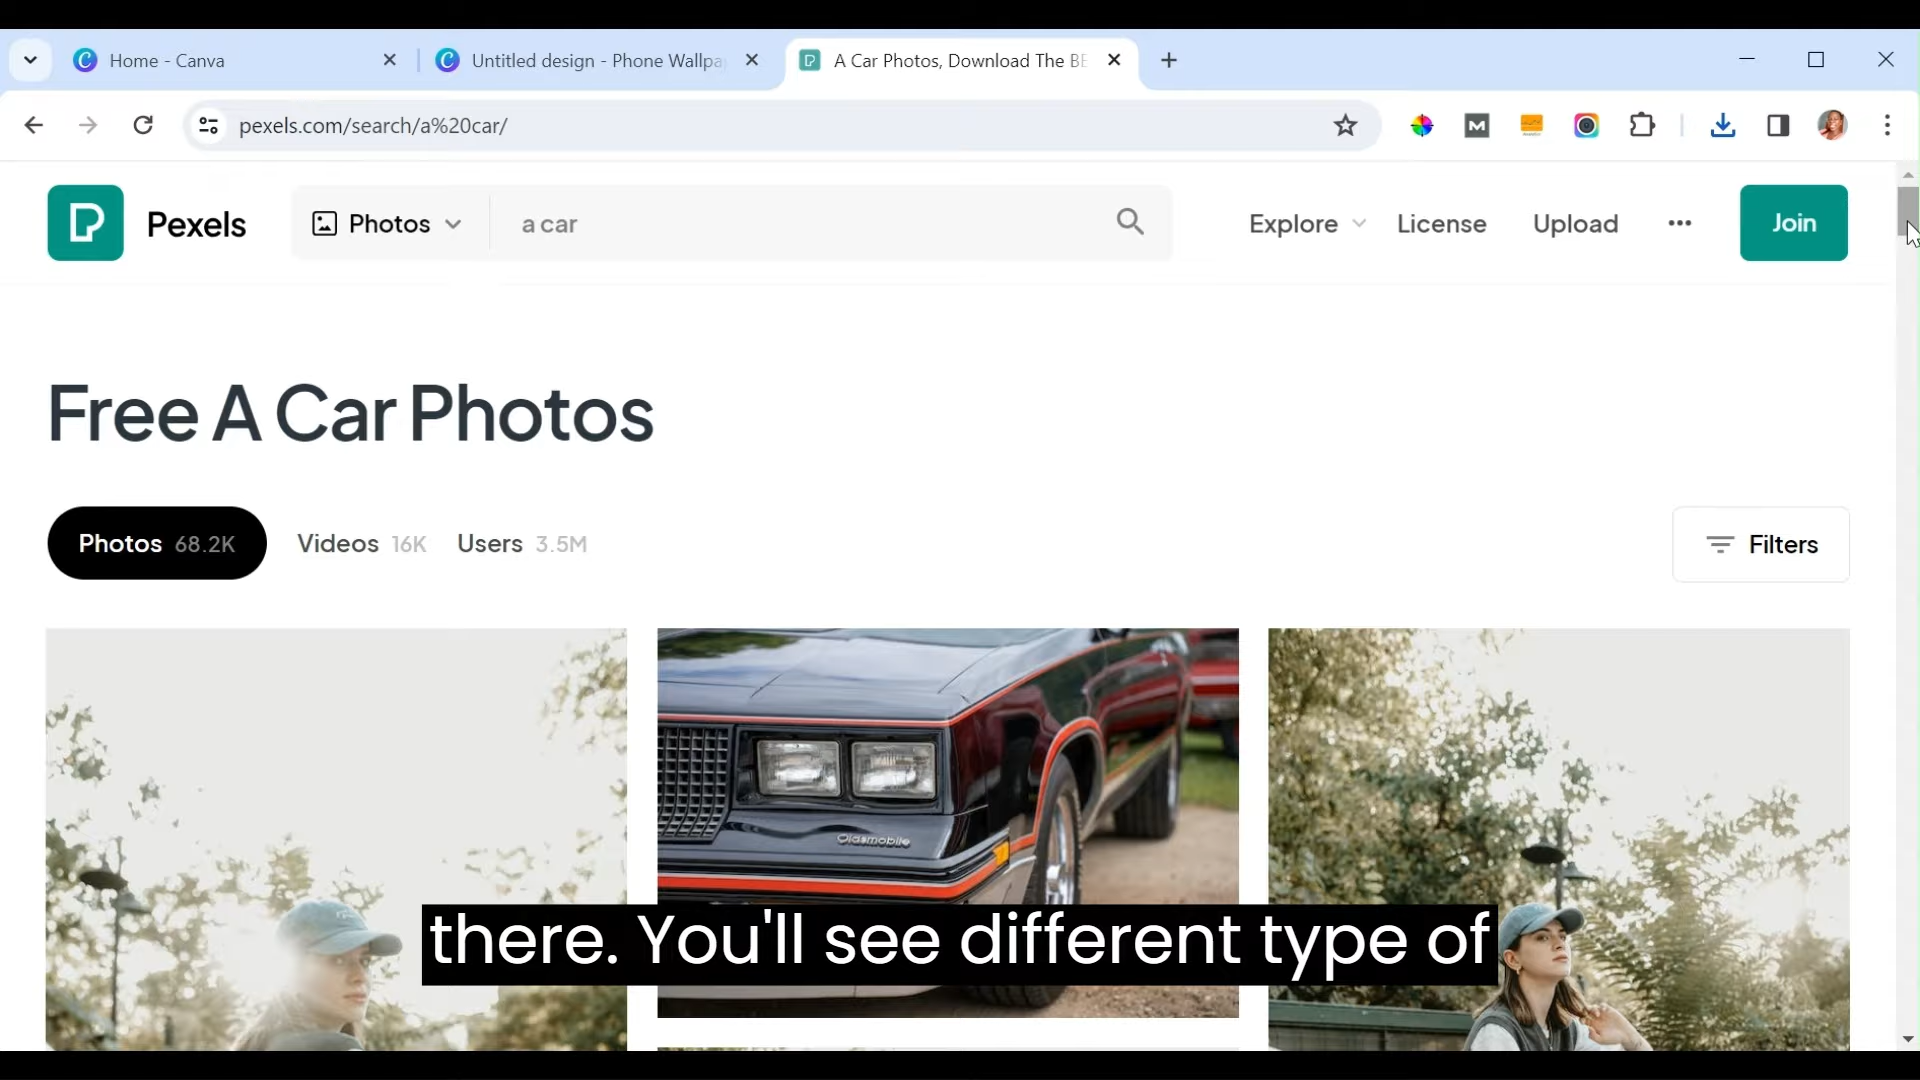 Home - Canva
Untitled design - Phone Wallpa
A Car Photos, Download The BE
pexels.com/search/a%20car/
Pexels
Photos
a car
Explore
License
Upload
Join
Free A Car Photos
Photos 68.2K
Videos 16K
Users 3.5M
Filters
Oldsmobile
there. You'll see different type of